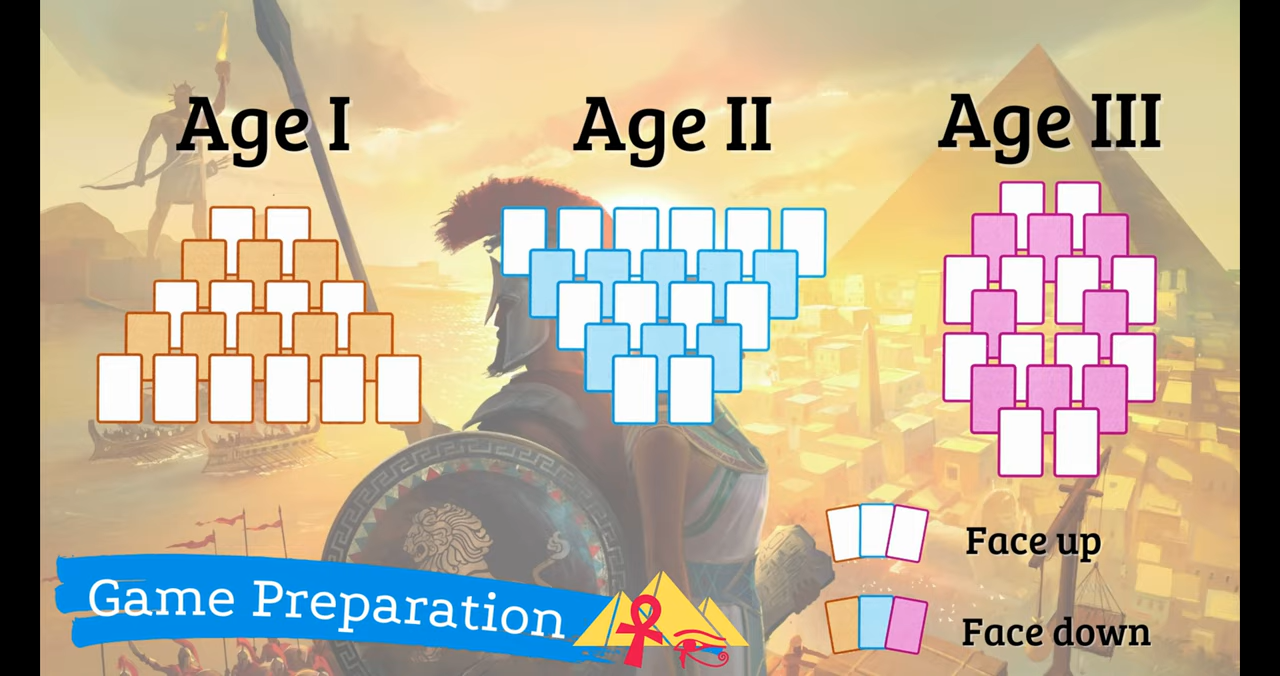 Age I
Age II
Age III
Face up
Face down
Game Preparation